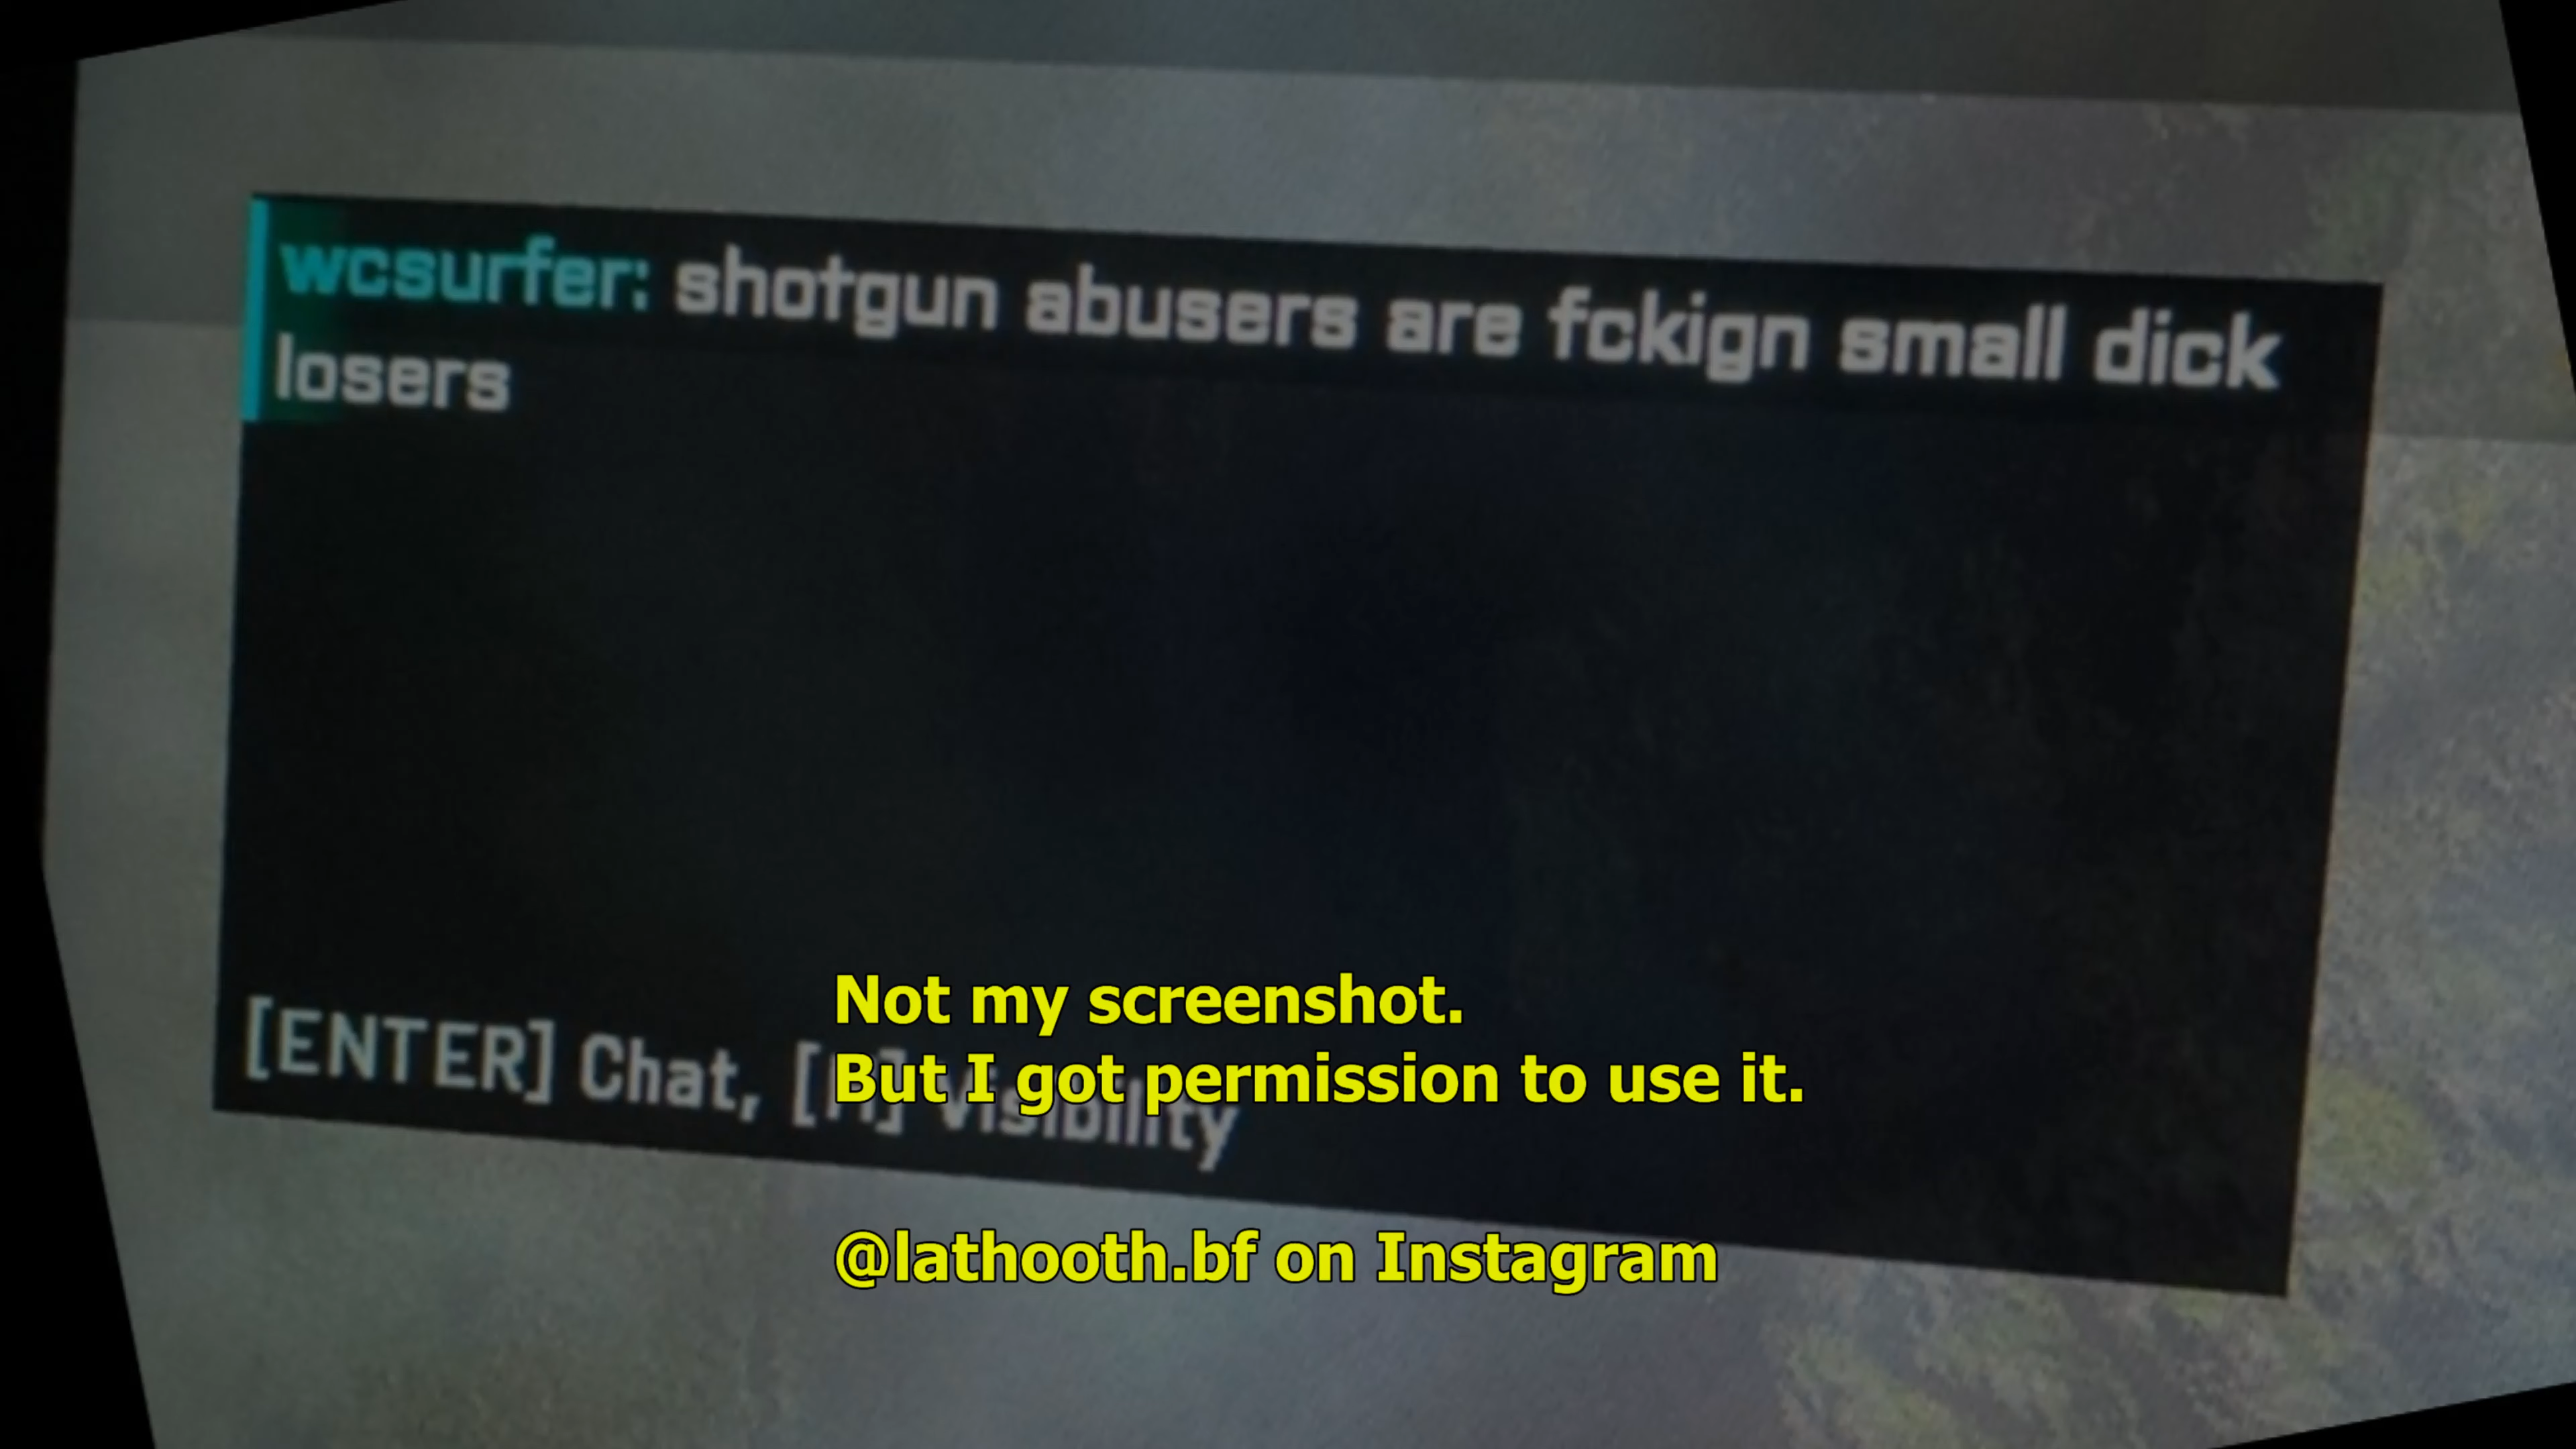 wcsurfer: shotgun abusers are fckign small dick
losers
Not my screenshot.
[ENTER] Chat, [ ] Visibility
But I got permission to use it.
@lathooth.bf on Instagram